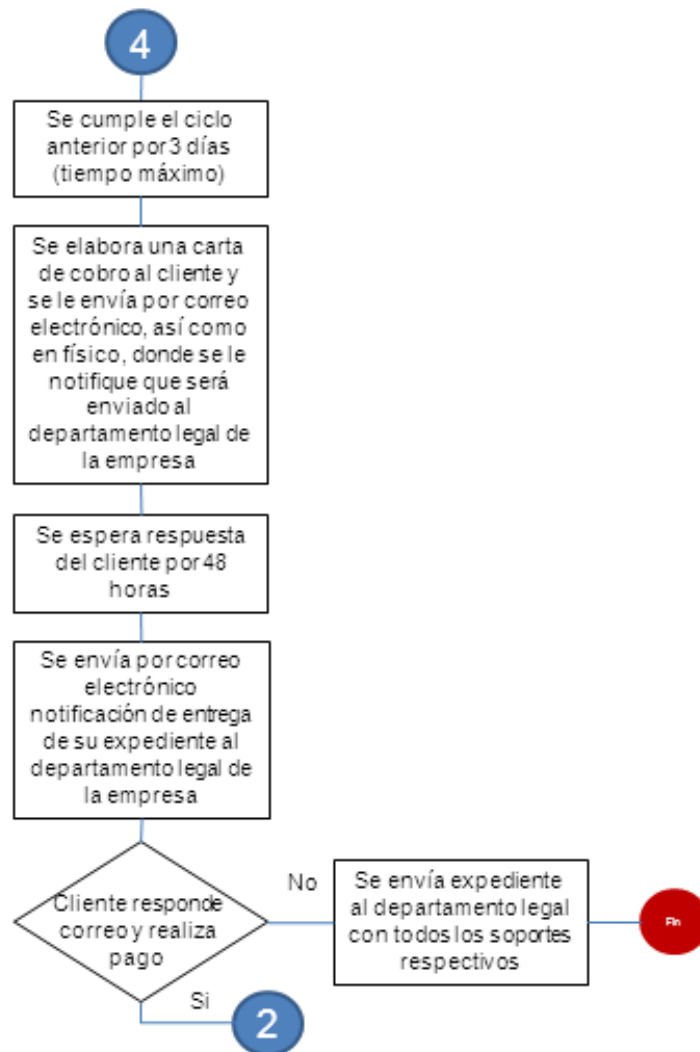 4
Se cumple el ciclo
anterior por 3 días
(tiempo máximo)
Se elabora una carta
de cobro al cliente y
se le envía por correo
electrónico, así como
en físico, donde se le
notifique que será
enviado al
departamento legal de
la empresa
Se espera respuesta
del cliente por 48
horas
Se envía por correo
electrónico
notificación de entrega
de su expediente al
departamento legal de
la empresa
Cliente responde
correo y realiza
pago
No
Se envía expediente
al departamento legal
con todos los soportes
respectivos
Fin
Si
2